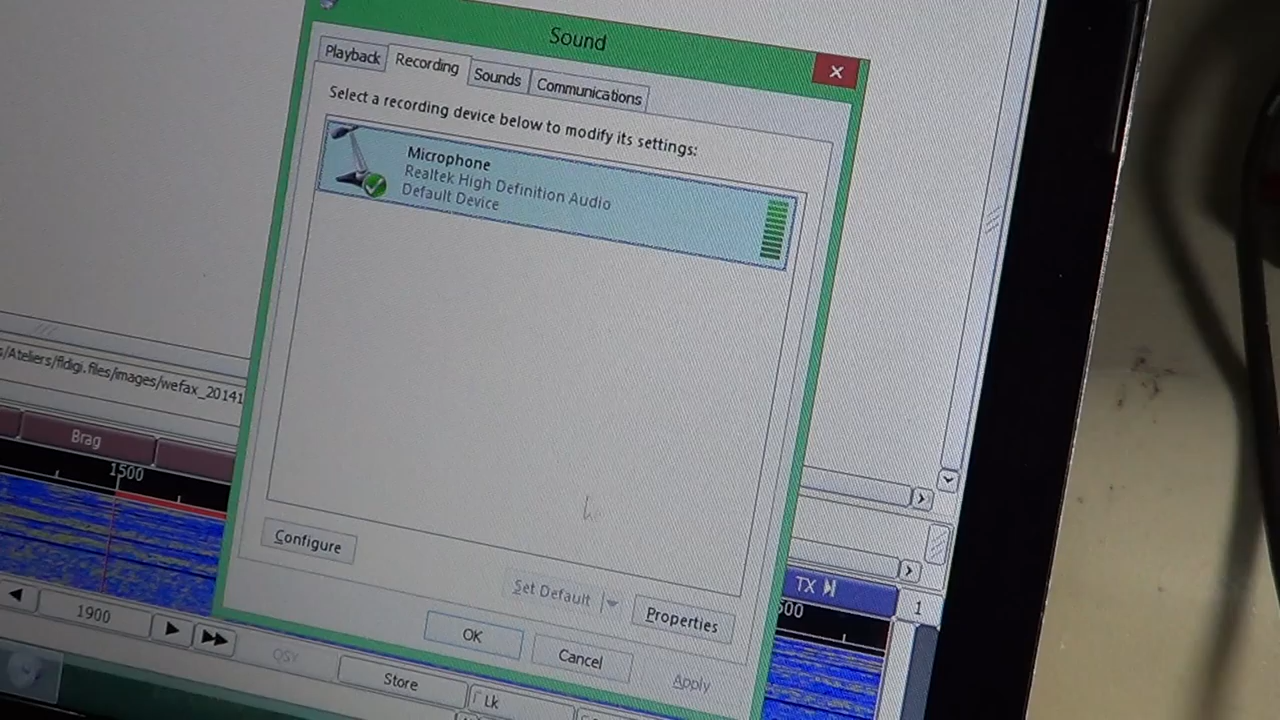 Sound
Playback Recording Sounds Communications
Select a recording device below to modify its settings:
Microphone
Realtek High Definition Audio
Default Device
s/Ateliers/fldigi.files/images/wefax_20141
Brag
1500
Configure
Set Default
Properties
TX
1
500
1900
OK
Cancel
Apply
QSY
Store
Lk